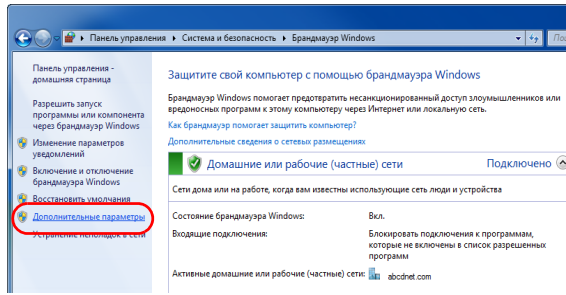 Панель управления ▸ Система и безопасность ▸ Брандмауэр Windows
Панель управления -
домашняя страница
Разрешить запуск
программы или компонента
через брандмауэр Windows
Изменение параметров
уведомлений
Включение и отключение
брандмауэра Windows
Восстановить умолчания
Дополнительные параметры
Устранение неполадок в сети
Защитите свой компьютер с помощью брандмауэра Windows
Брандмауэр Windows помогает предотвратить несанкционированный доступ злоумышленников или
вредоносных программ к этому компьютеру через Интернет или локальную сеть.
Как брандмауэр помогает защитить компьютер?
Дополнительные сведения о сетевых размещениях
Домашние или рабочие (частные) сети Подключено
Сети дома или на работе, когда вам известны использующие сеть люди и устройства
Состояние брандмауэра Windows: Вкл.
Входящие подключения: Блокировать подключения к программам,
которые не включены в список разрешенных
программ
Активные домашние или рабочие (частные) сети: abcdnet.com